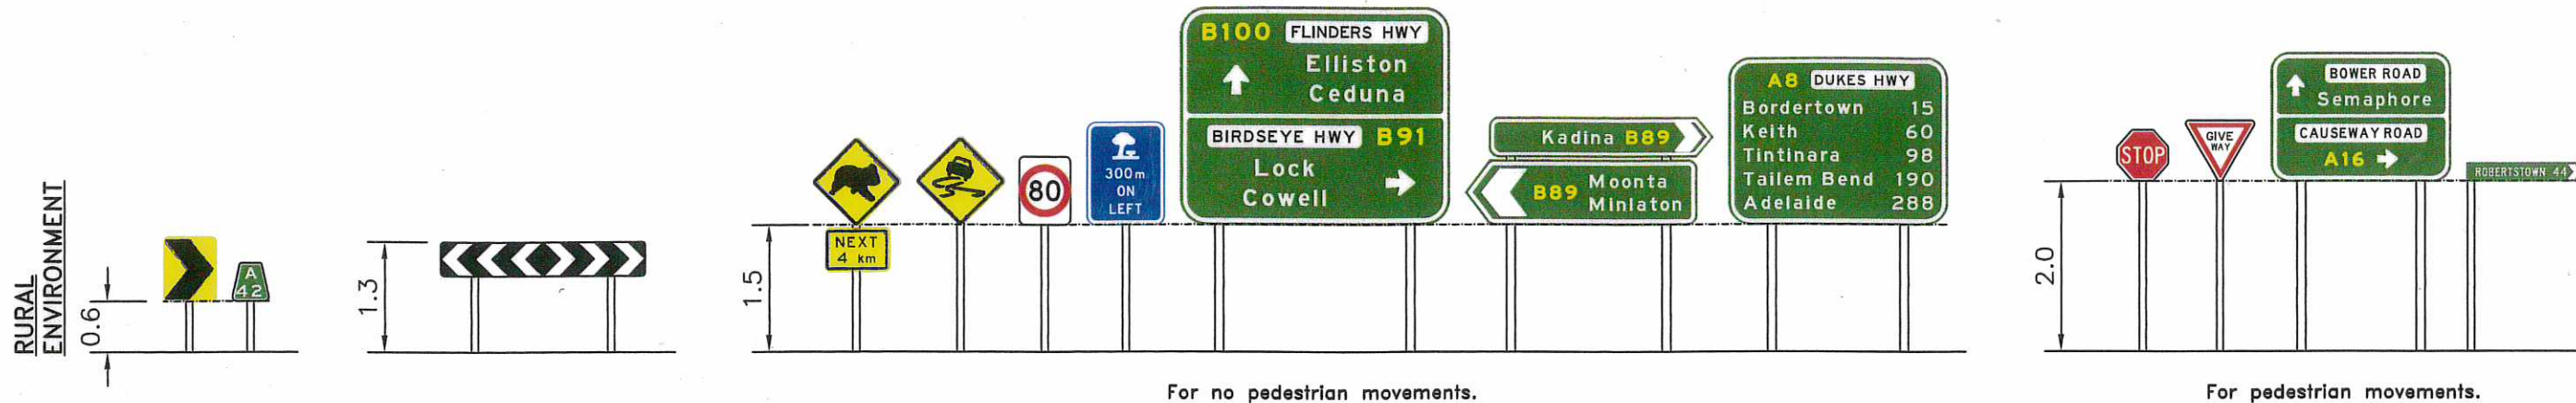 RURAL
ENVIRONMENT
0.6
A
42
1.3
1.5
NEXT
4 km
80
300m
ON
LEFT
B100 FLINDERS HWY
Elliston
Ceduna
BIRDSEYE HWY B91
Lock
Cowell
Kadina B89
B89 Moonta
Minlaton
A8 DUKES HWY
Bordertown 15
Keith 60
Tintinara 98
Tailem Bend 190
Adelaide 288
For no pedestrian movements.
2.0
STOP
GIVE
WAY
BOWER ROAD
Semaphore
CAUSEWAY ROAD
A16
ROBERTSTOWN 44
For pedestrian movements.